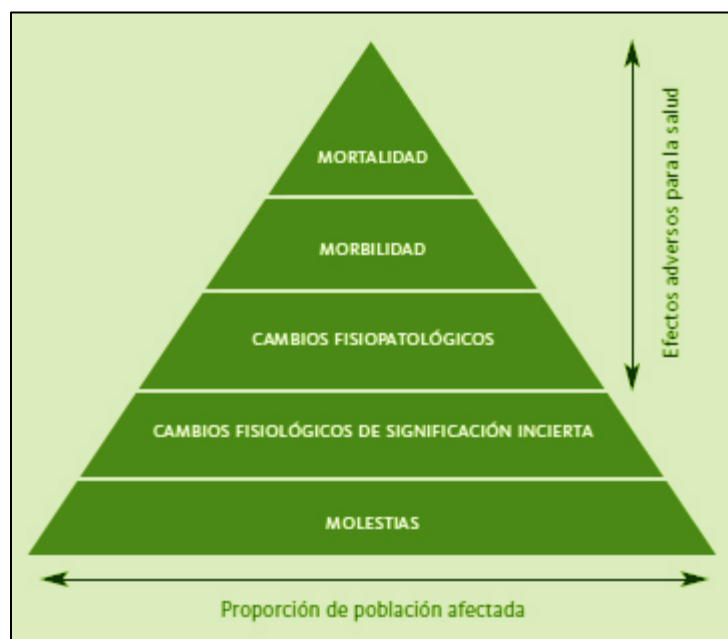 MORTALIDAD
MORBILIDAD
CAMBIOS FISIOPATOLÓGICOS
CAMBIOS FISIOLÓGICOS DE SIGNIFICACIÓN INCIERTA
MOLESTIAS
Efectos adversos para la salud
Proporción de población afectada